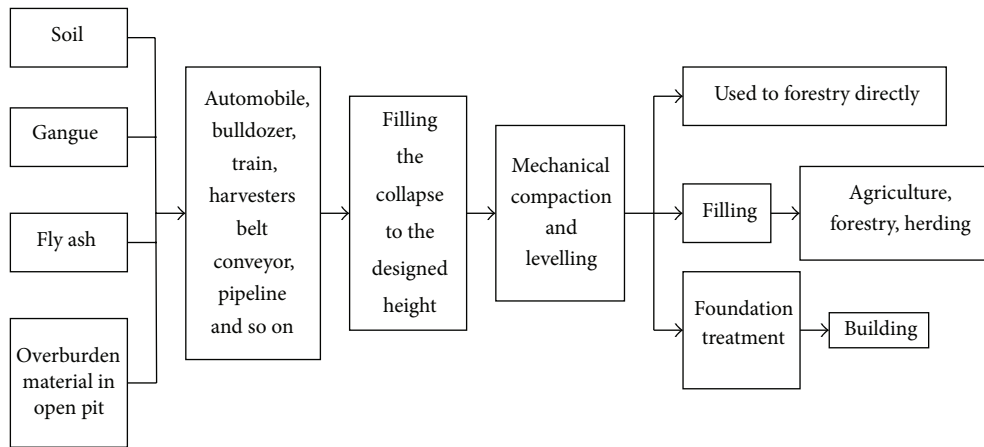 Soil
Gangue
Fly ash
Overburden
material in
open pit
Automobile,
bulldozer,
train,
harvesters
belt
conveyor,
pipeline
and so on
Filling
the
collapse
to the
designed
height
Mechanical
compaction
and
levelling
Used to forestry directly
Filling
Agriculture,
forestry, herding
Foundation
treatment
Building